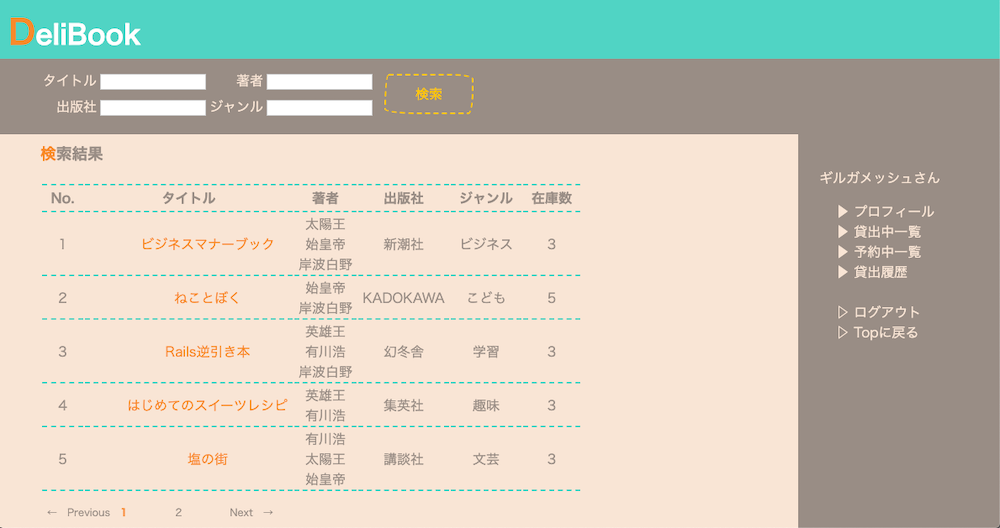 DeliBook
タイトル 著者 検索
出版社 ジャンル
検索結果
No. タイトル 著者 出版社 ジャンル 在庫数
1 ビジネスマナーブック 太陽王 始皇帝 岸波白野 新潮社 ビジネス 3
2 ねことぼく 始皇帝 岸波白野 KADOKAWA こども 5
3 Rails逆引き本 英雄王 有川浩 岸波白野 幻冬舎 学習 3
4 はじめてのスイーツレシピ 英雄王 有川浩 集英社 趣味 3
5 塩の街 有川浩 太陽王 始皇帝 講談社 文芸 3
← Previous 1 2 Next →
ギルガメッシュさん
▶ プロフィール
▶ 貸出中一覧
▶ 予約中一覧
▶ 貸出履歴
▷ ログアウト
▷ Topに戻る